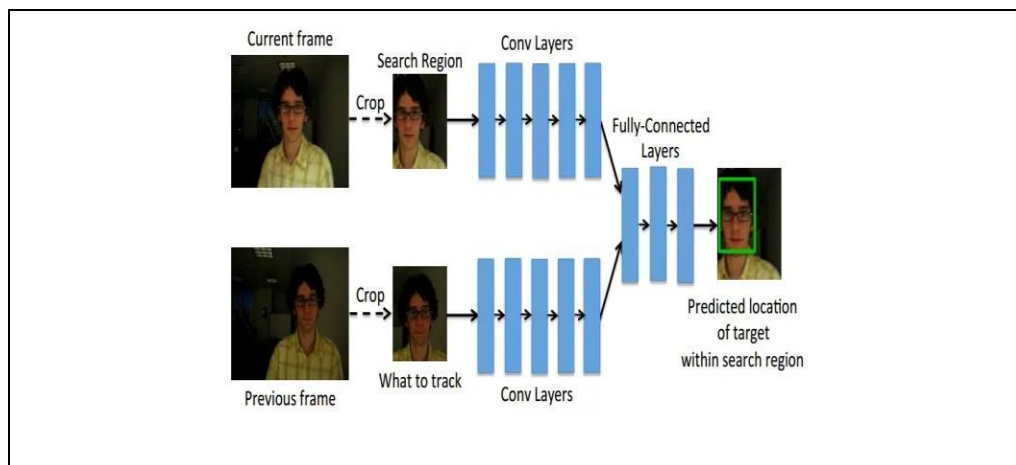 Current frame
Crop
Search Region
Conv Layers
Fully-Connected
Layers
Previous frame
Crop
What to track
Conv Layers
Predicted location
of target
within search region